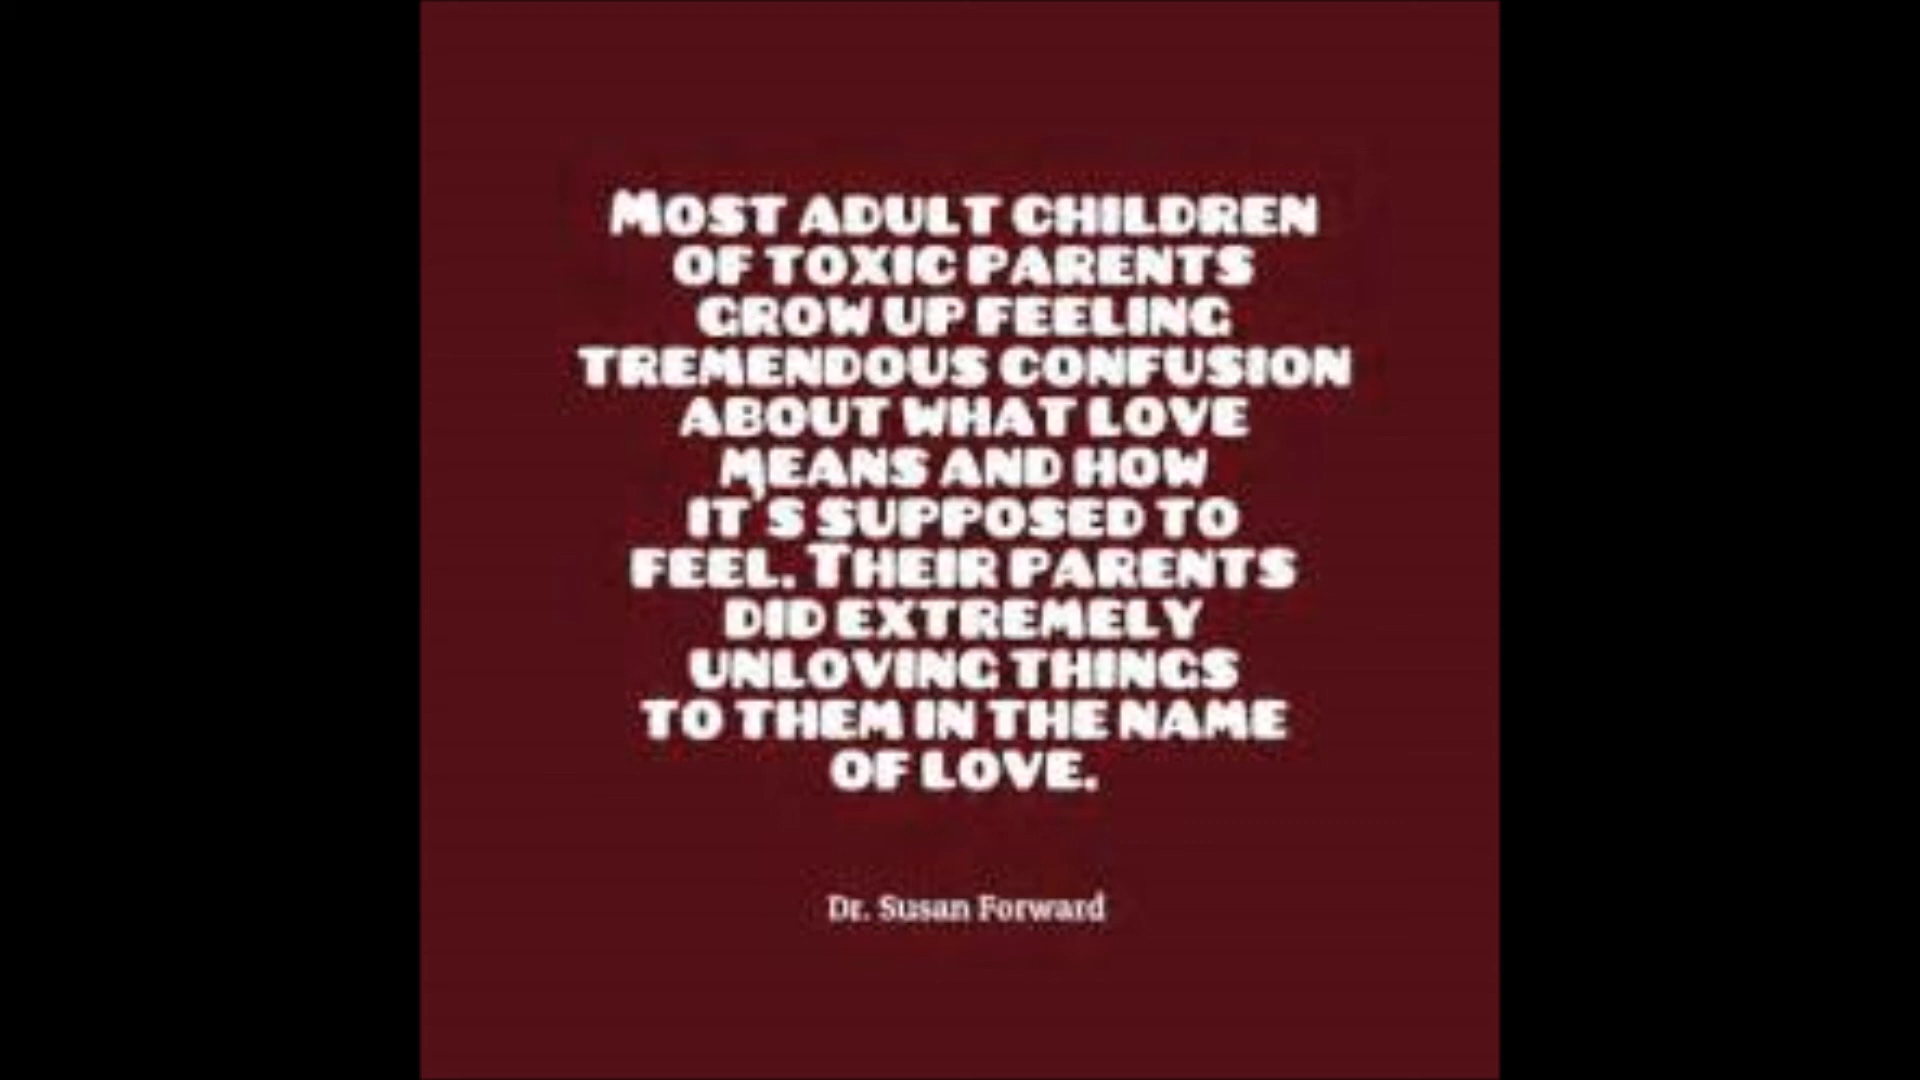 MOST ADULT CHILDREN
OF TOXIC PARENTS
GROW UP FEELING
TREMENDOUS CONFUSION
ABOUT WHAT LOVE
MEANS AND HOW
IT'S SUPPOSED TO
FEEL. THEIR PARENTS
DID EXTREMELY
UNLOVING THINGS
TO THEM IN THE NAME
OF LOVE.
Dr. Susan Forward